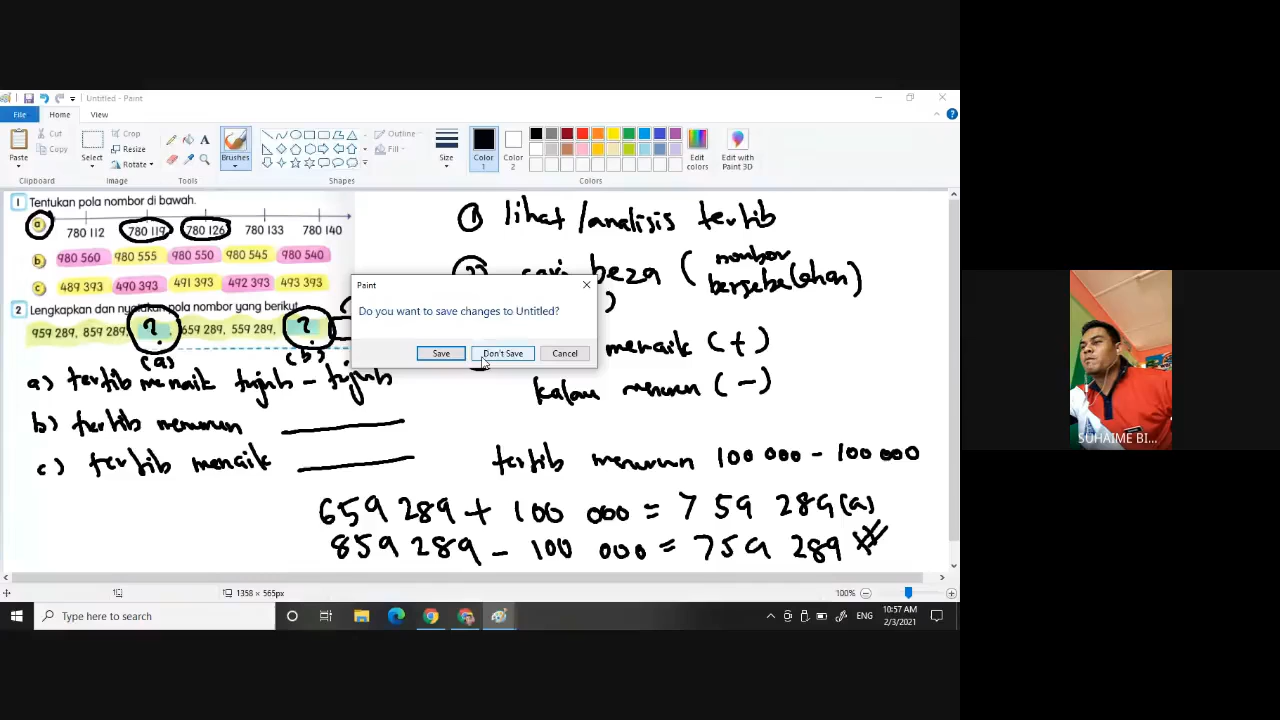 Untitled - Paint
File
Home
View
Paste
Cut
Copy
Clipboard
Select
Crop
Resize
Rotate
Image
Tools
Brushes
Outline
Fill
Shapes
Size
Color 1
Color 2
Edit colors
Edit with Paint 3D
Colors
1 Tentukan pola nombor di bawah.
a
780 112 780 119 780 126 780 133 780 140
b 980 560 980 555 980 550 980 545 980 540
c 489 393 490 393 491 393 492 393 493 393
2 Lengkapkan dan nyatakan pola nombor yang berikut.
959 289, 859 289, ? , 659 289, 559 289, ?
(a) (b)
a) tertib menaik tujuh - tujuh
b) tertib menurun
c) tertib menaik
① lihat /analisis tertib
cari beza ( nombor
bersebelahan)
)
menaik (+)
kalau menurun (-)
tertib menurun 100 000 - 100 000
659 289 + 100 000 = 759 289 (a)
859 289 - 100 000 = 759 289 #
Paint
Do you want to save changes to Untitled?
Save
Don't Save
Cancel
1358 × 565px
100%
Type here to search
ENG
10:57 AM
2/3/2021
SUHAIME BI...